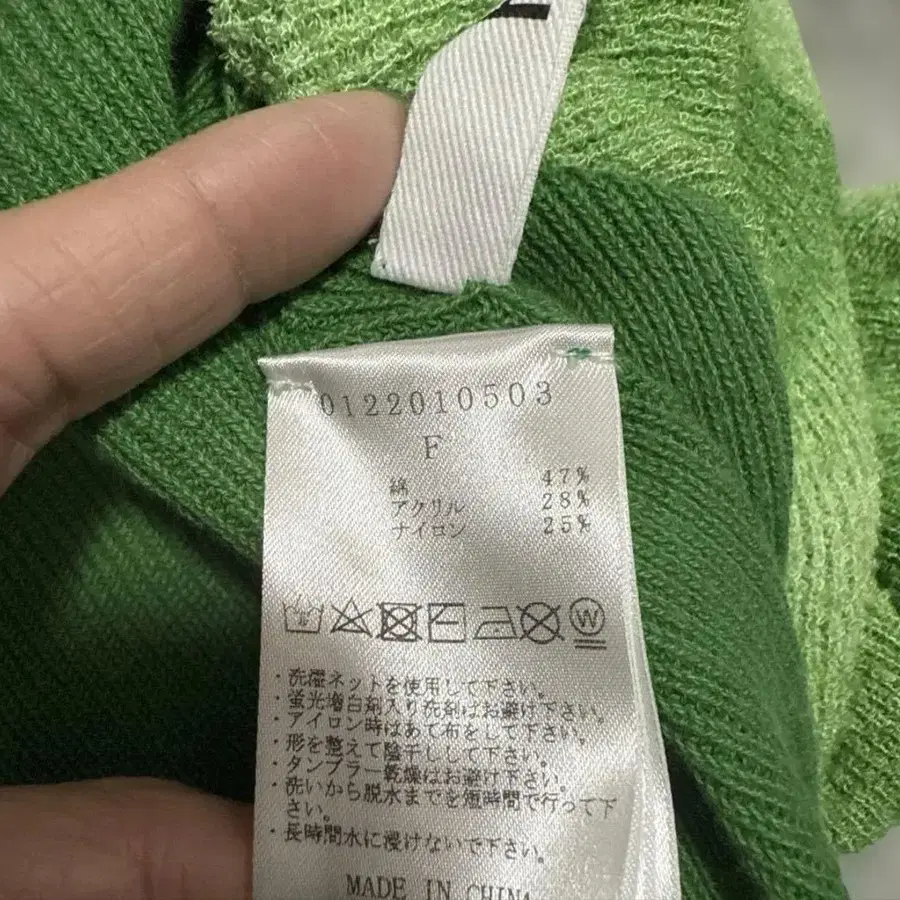 0122010503
F
綿 47%
アクリル 28%
ナイロン 25%
W
・洗濯ネットを使用して下さい。
・蛍光増白剤入り洗剤はお避け下さい。
・アイロン時はあて布をして下さい。
・形を整えて陰干しして下さい。
・タンブラー乾燥はお避け下さい。
・洗いから脱水までを短時間で行って下
さい。
・長時間水に浸けないで下さい。
MADE IN CHINA